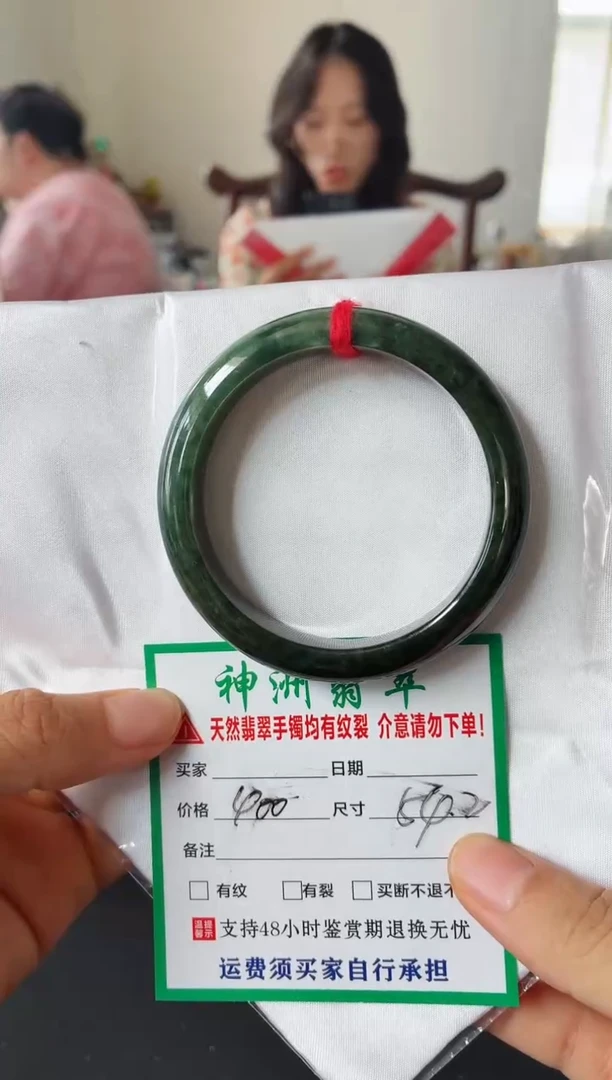 神洲翡翠
天然翡翠手镯均有纹裂 介意请勿下单!
买家 日期
价格 400 尺寸 54.2
备注
有纹 有裂 买断不退不
温馨提示 支持48小时鉴赏期退换无忧
运费须买家自行承担